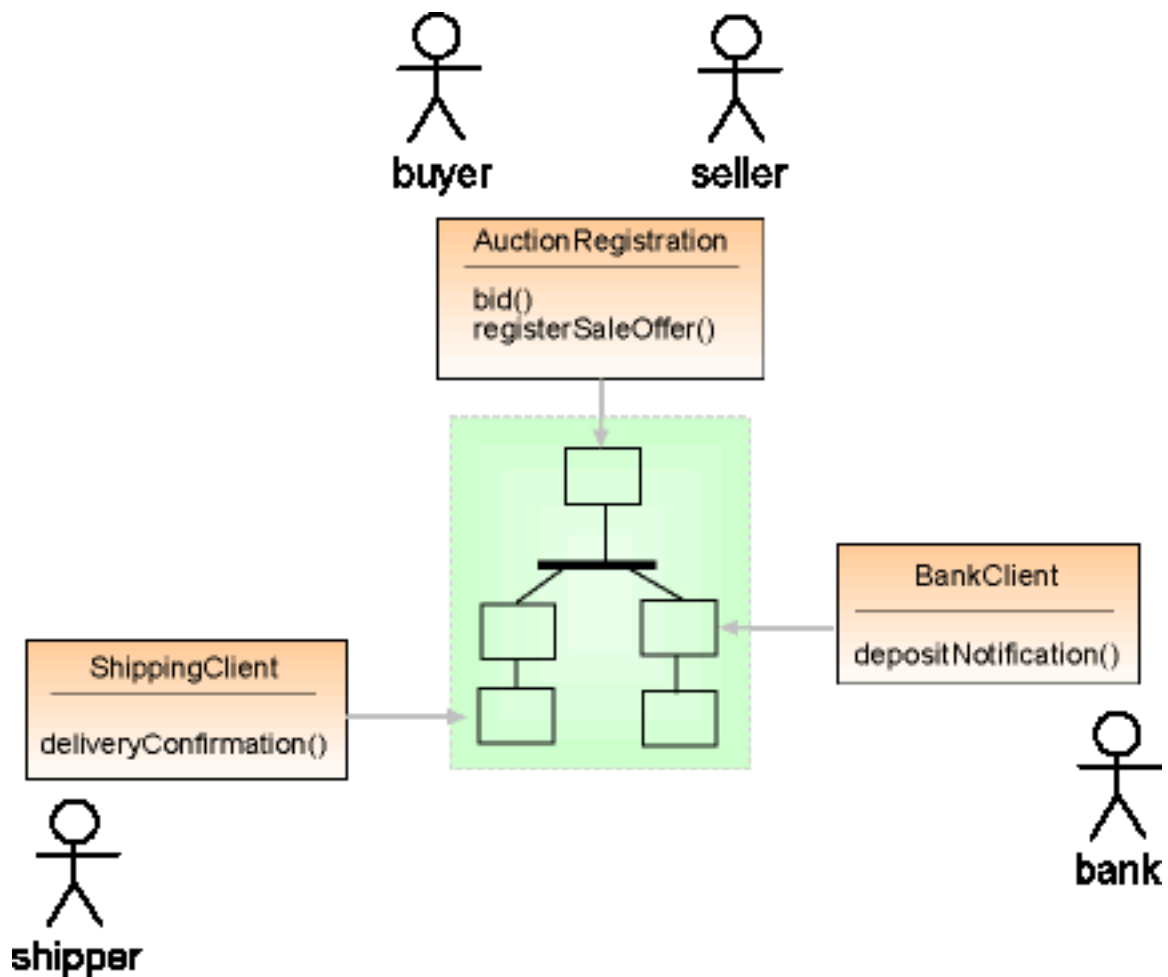 buyer
seller
AuctionRegistration
bid()
registerSaleOffer()
BankClient
depositNotification()
ShippingClient
deliveryConfirmation()
bank
shipper